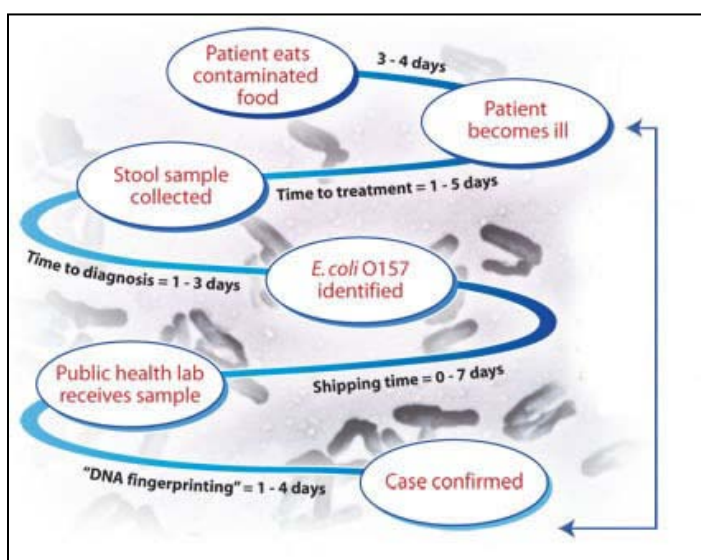 Patient eats
contaminated
food
3 - 4 days
Patient
becomes ill
Time to treatment = 1 - 5 days
Stool sample
collected
Time to diagnosis = 1 - 3 days
E. coli O157
identified
Shipping time = 0 - 7 days
Public health lab
receives sample
"DNA fingerprinting" = 1 - 4 days
Case confirmed